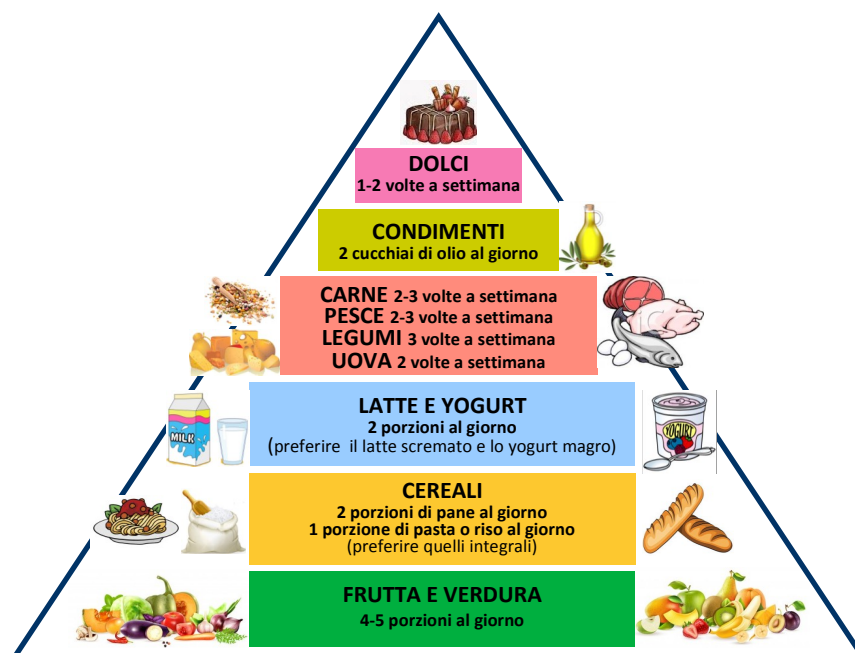 DOLCI
1-2 volte a settimana
CONDIMENTI
2 cucchiai di olio al giorno
CARNE 2-3 volte a settimana
PESCE 2-3 volte a settimana
LEGUMI 3 volte a settimana
UOVA 2 volte a settimana
LATTE E YOGURT
2 porzioni al giorno
(preferire il latte scremato e lo yogurt magro)
MILK
YOGURT
CEREALI
2 porzioni di pane al giorno
1 porzione di pasta o riso al giorno
(preferire quelli integrali)
FRUTTA E VERDURA
4-5 porzioni al giorno